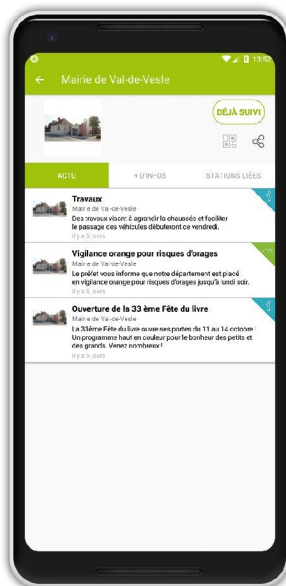 13:52
Mairie de Val-de-Vesle
DÉJÀ SUIVI
ACTU
+ D'INFOS
STATIONS LIÉES
Travaux
Mairie de Val-de-Vesle
Des travaux visant à agrandir la chaussée et faciliter
le passage des véhicules débuteront ce vendredi.
il y a 5 jours
Vigilance orange pour risques d'orages
Mairie de Val-de-Vesle
Le préfet vous informe que notre département est placé
en vigilance orange pour risques d'orages jusqu'à lundi soir.
il y a 5 jours
Ouverture de la 33 ème Fête du livre
Mairie de Val-de-Vesle
La 33ème Fête du livre ouvre ses portes du 11 au 14 octobre !
Un programme haut en couleur pour le bonheur des petits et
des grands. Venez nombreux !
il y a 5 jours